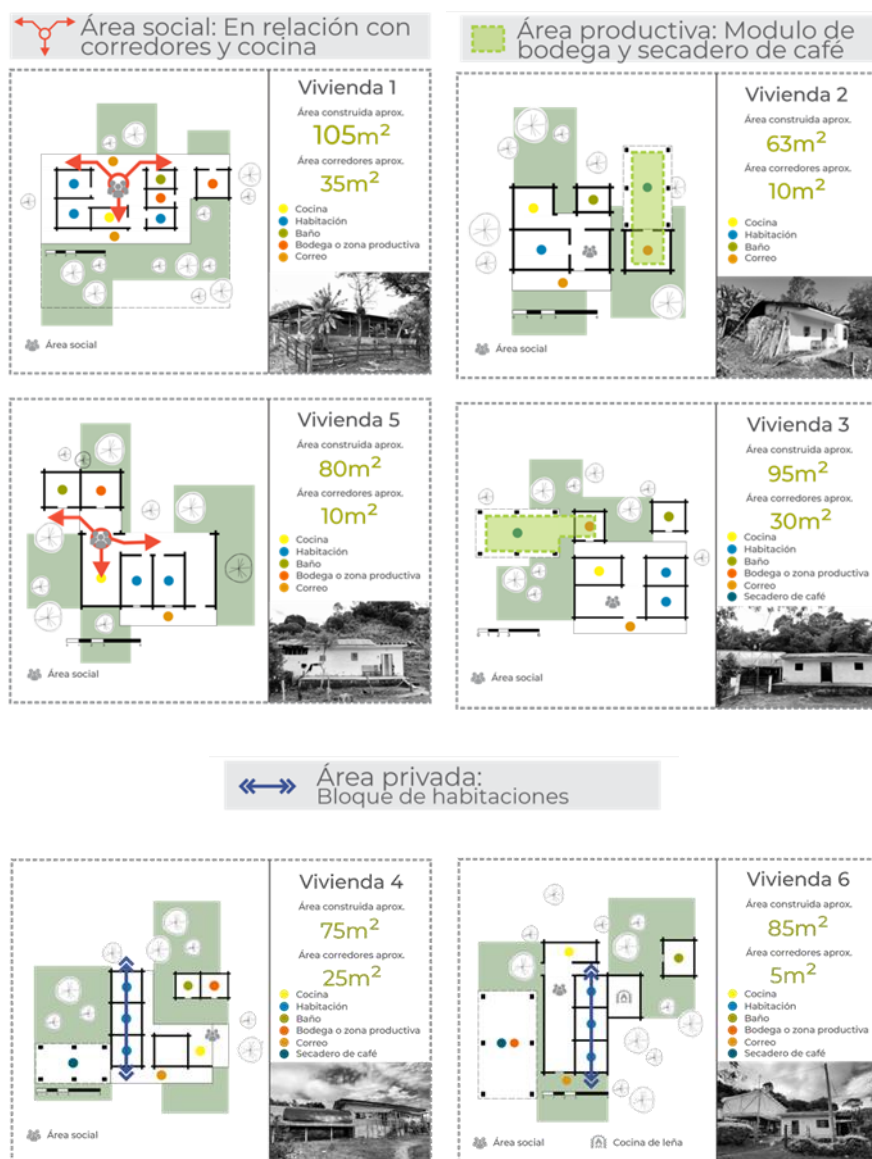 Área social: En relación con
corredores y cocina
Área productiva: Modulo de
bodega y secadero de café
Vivienda 1
Área construida aprox.
105m²
Área corredores aprox.
35m²
Cocina
Habitación
Baño
Bodega o zona productiva
Correo
Área social
Vivienda 2
Área construida aprox.
63m²
Área corredores aprox.
10m²
Cocina
Habitación
Baño
Correo
Área social
Vivienda 5
Área construida aprox.
80m²
Área corredores aprox.
10m²
Cocina
Habitación
Baño
Bodega o zona productiva
Correo
Área social
Vivienda 3
Área construida aprox.
95m²
Área corredores aprox.
30m²
Cocina
Habitación
Baño
Bodega o zona productiva
Correo
Secadero de café
Área social
Área privada:
Bloque de habitaciones
Vivienda 4
Área construida aprox.
75m²
Área corredores aprox.
25m²
Cocina
Habitación
Baño
Bodega o zona productiva
Correo
Secadero de café
Área social
Vivienda 6
Área construida aprox.
85m²
Área corredores aprox.
5m²
Cocina
Habitación
Baño
Bodega o zona productiva
Correo
Secadero de café
Área social
Cocina de leña